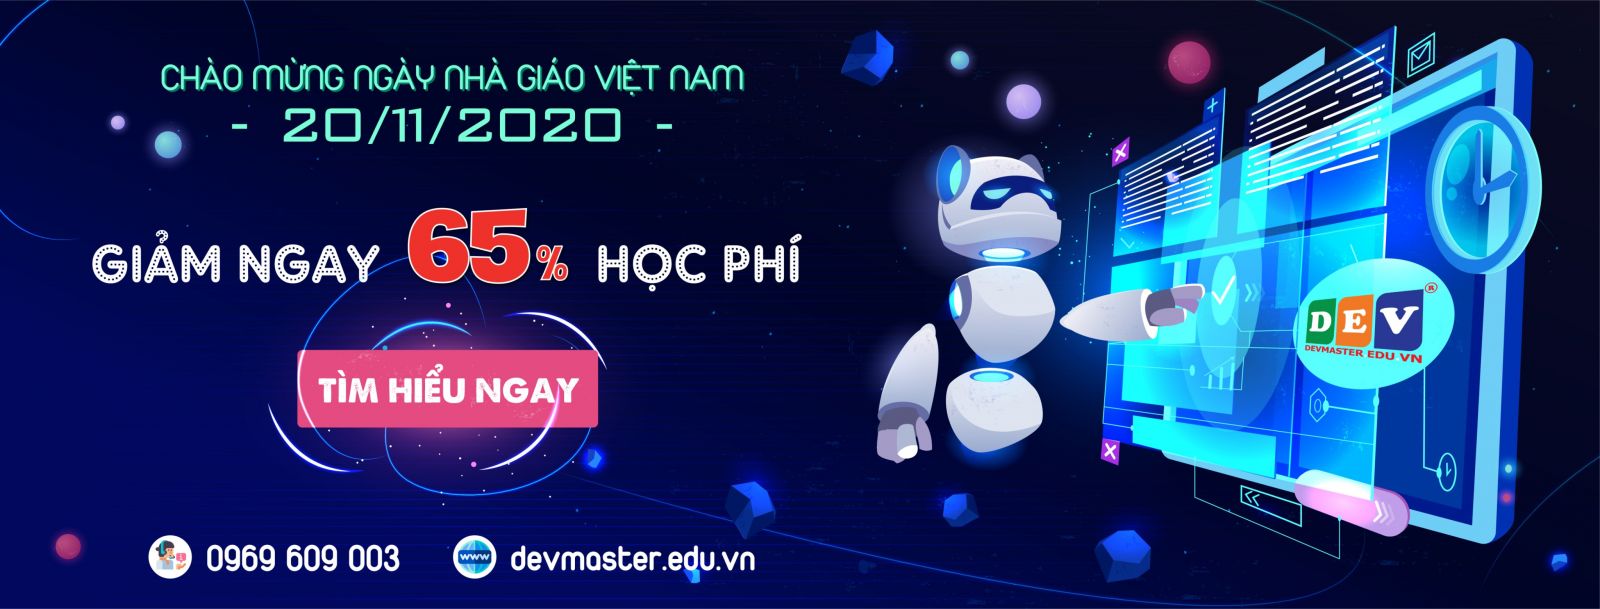 CHÀO MỪNG NGÀY NHÀ GIÁO VIỆT NAM
- 20/11/2020 -
GIẢM NGAY 65% HỌC PHÍ
TÌM HIỂU NGAY
0969 609 003
www
devmaster.edu.vn
DEV®
DEVMASTER EDU VN